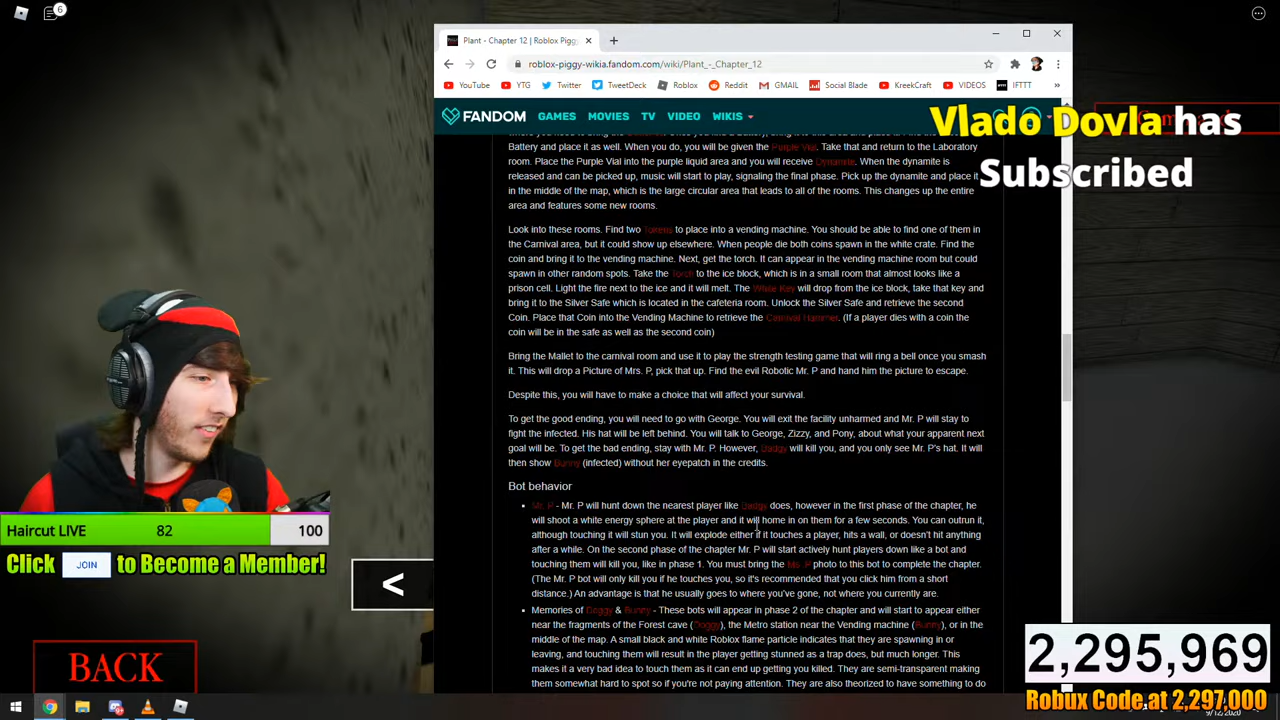 6
Plant - Chapter 12 | Roblox Piggy
roblox-piggy-wikia.fandom.com/wiki/Plant_-_Chapter_12
YouTube YTG Twitter TweetDeck Roblox Reddit GMAIL Social Blade KreekCraft VIDEOS IFTTT »
FANDOM GAMES MOVIES TV VIDEO WIKIS
Vlado Dovla has
Subscribed
Battery and place it as well. When you do, you will be given the Purple Vial. Take that and return to the Laboratory
room. Place the Purple Vial into the purple liquid area and you will receive Dynamite. When the dynamite is
released and can be picked up, music will start to play, signaling the final phase. Pick up the dynamite and place it
in the middle of the map, which is the large circular area that leads to all of the rooms. This changes up the entire
area and features some new rooms.
Look into these rooms. Find two Tokens to place into a vending machine. You should be able to find one of them in
the Carnival area, but it could show up elsewhere. When people die both coins spawn in the white crate. Find the
coin and bring it to the vending machine. Next, get the torch. It can appear in the vending machine room but could
spawn in other random spots. Take the Torch to the ice block, which is in a small room that almost looks like a
prison cell. Light the fire next to the ice and it will melt. The White Key will drop from the ice block, take that key and
bring it to the Silver Safe which is located in the cafeteria room. Unlock the Silver Safe and retrieve the second
Coin. Place that Coin into the Vending Machine to retrieve the Carnival Hammer. (If a player dies with a coin the
coin will be in the safe as well as the second coin)
Bring the Mallet to the carnival room and use it to play the strength testing game that will ring a bell once you smash
it. This will drop a Picture of Mrs. P, pick that up. Find the evil Robotic Mr. P and hand him the picture to escape.
Despite this, you will have to make a choice that will affect your survival.
To get the good ending, you will need to go with George. You will exit the facility unharmed and Mr. P will stay to
fight the infected. His hat will be left behind. You will talk to George, Zizzy, and Pony, about what your apparent next
goal will be. To get the bad ending, stay with Mr. P. However, Badgy will kill you, and you only see Mr. P's hat. It will
then show Bunny (infected) without her eyepatch in the credits.
Bot behavior
Mr. P - Mr. P will hunt down the nearest player like Badgy does, however in the first phase of the chapter, he
will shoot a white energy sphere at the player and it will home in on them for a few seconds. You can outrun it,
although touching it will stun you. It will explode either if it touches a player, hits a wall, or doesn't hit anything
after a while. On the second phase of the chapter Mr. P will start actively hunt players down like a bot and
touching them will kill you, like in phase 1. You must bring the Ms .P photo to this bot to complete the chapter.
(The Mr. P bot will only kill you if he touches you, so it's recommended that you click him from a short
distance.) An advantage is that he usually goes to where you've gone, not where you currently are.
Memories of Doggy & Bunny - These bots will appear in phase 2 of the chapter and will start to appear either
near the fragments of the Forest cave (Doggy), the Metro station near the Vending machine (Bunny), or in the
middle of the map. A small black and white Roblox flame particle indicates that they are spawning in or
leaving, and touching them will result in the player getting stunned as a trap does, but much longer. This
makes it a very bad idea to touch them as it can end up getting you killed. They are semi-transparent making
them somewhat hard to spot so if you're not paying attention. They are also theorized to have something to do
Haircut LIVE 82 100
Click JOIN to Become a Member!
<
BACK
2,295,969
Robux Code at 2,297,000
9/12/2020